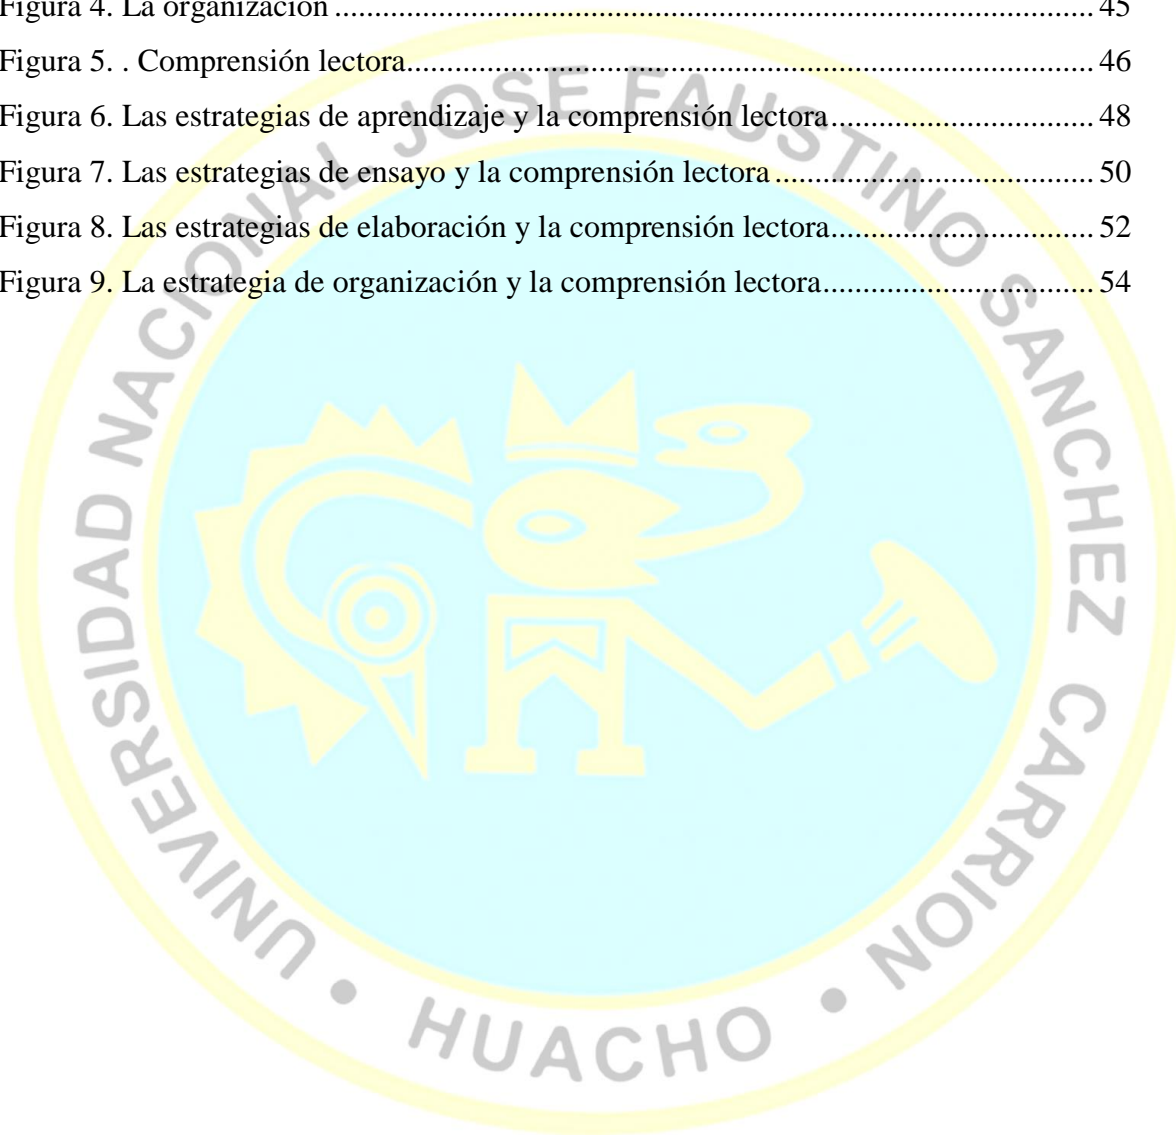 Figura 4. La organización ........................................................................ 45
Figura 5. . Comprensión lectora................................................................ 46
Figura 6. Las estrategias de aprendizaje y la comprensión lectora......................... 48
Figura 7. Las estrategias de ensayo y la comprensión lectora ............................... 50
Figura 8. Las estrategias de elaboración y la comprensión lectora......................... 52
Figura 9. La estrategia de organización y la comprensión lectora.......................... 54
UNIVERSIDAD NACIONAL JOSE FAUSTINO SANCHEZ CARRION
• HUACHO •